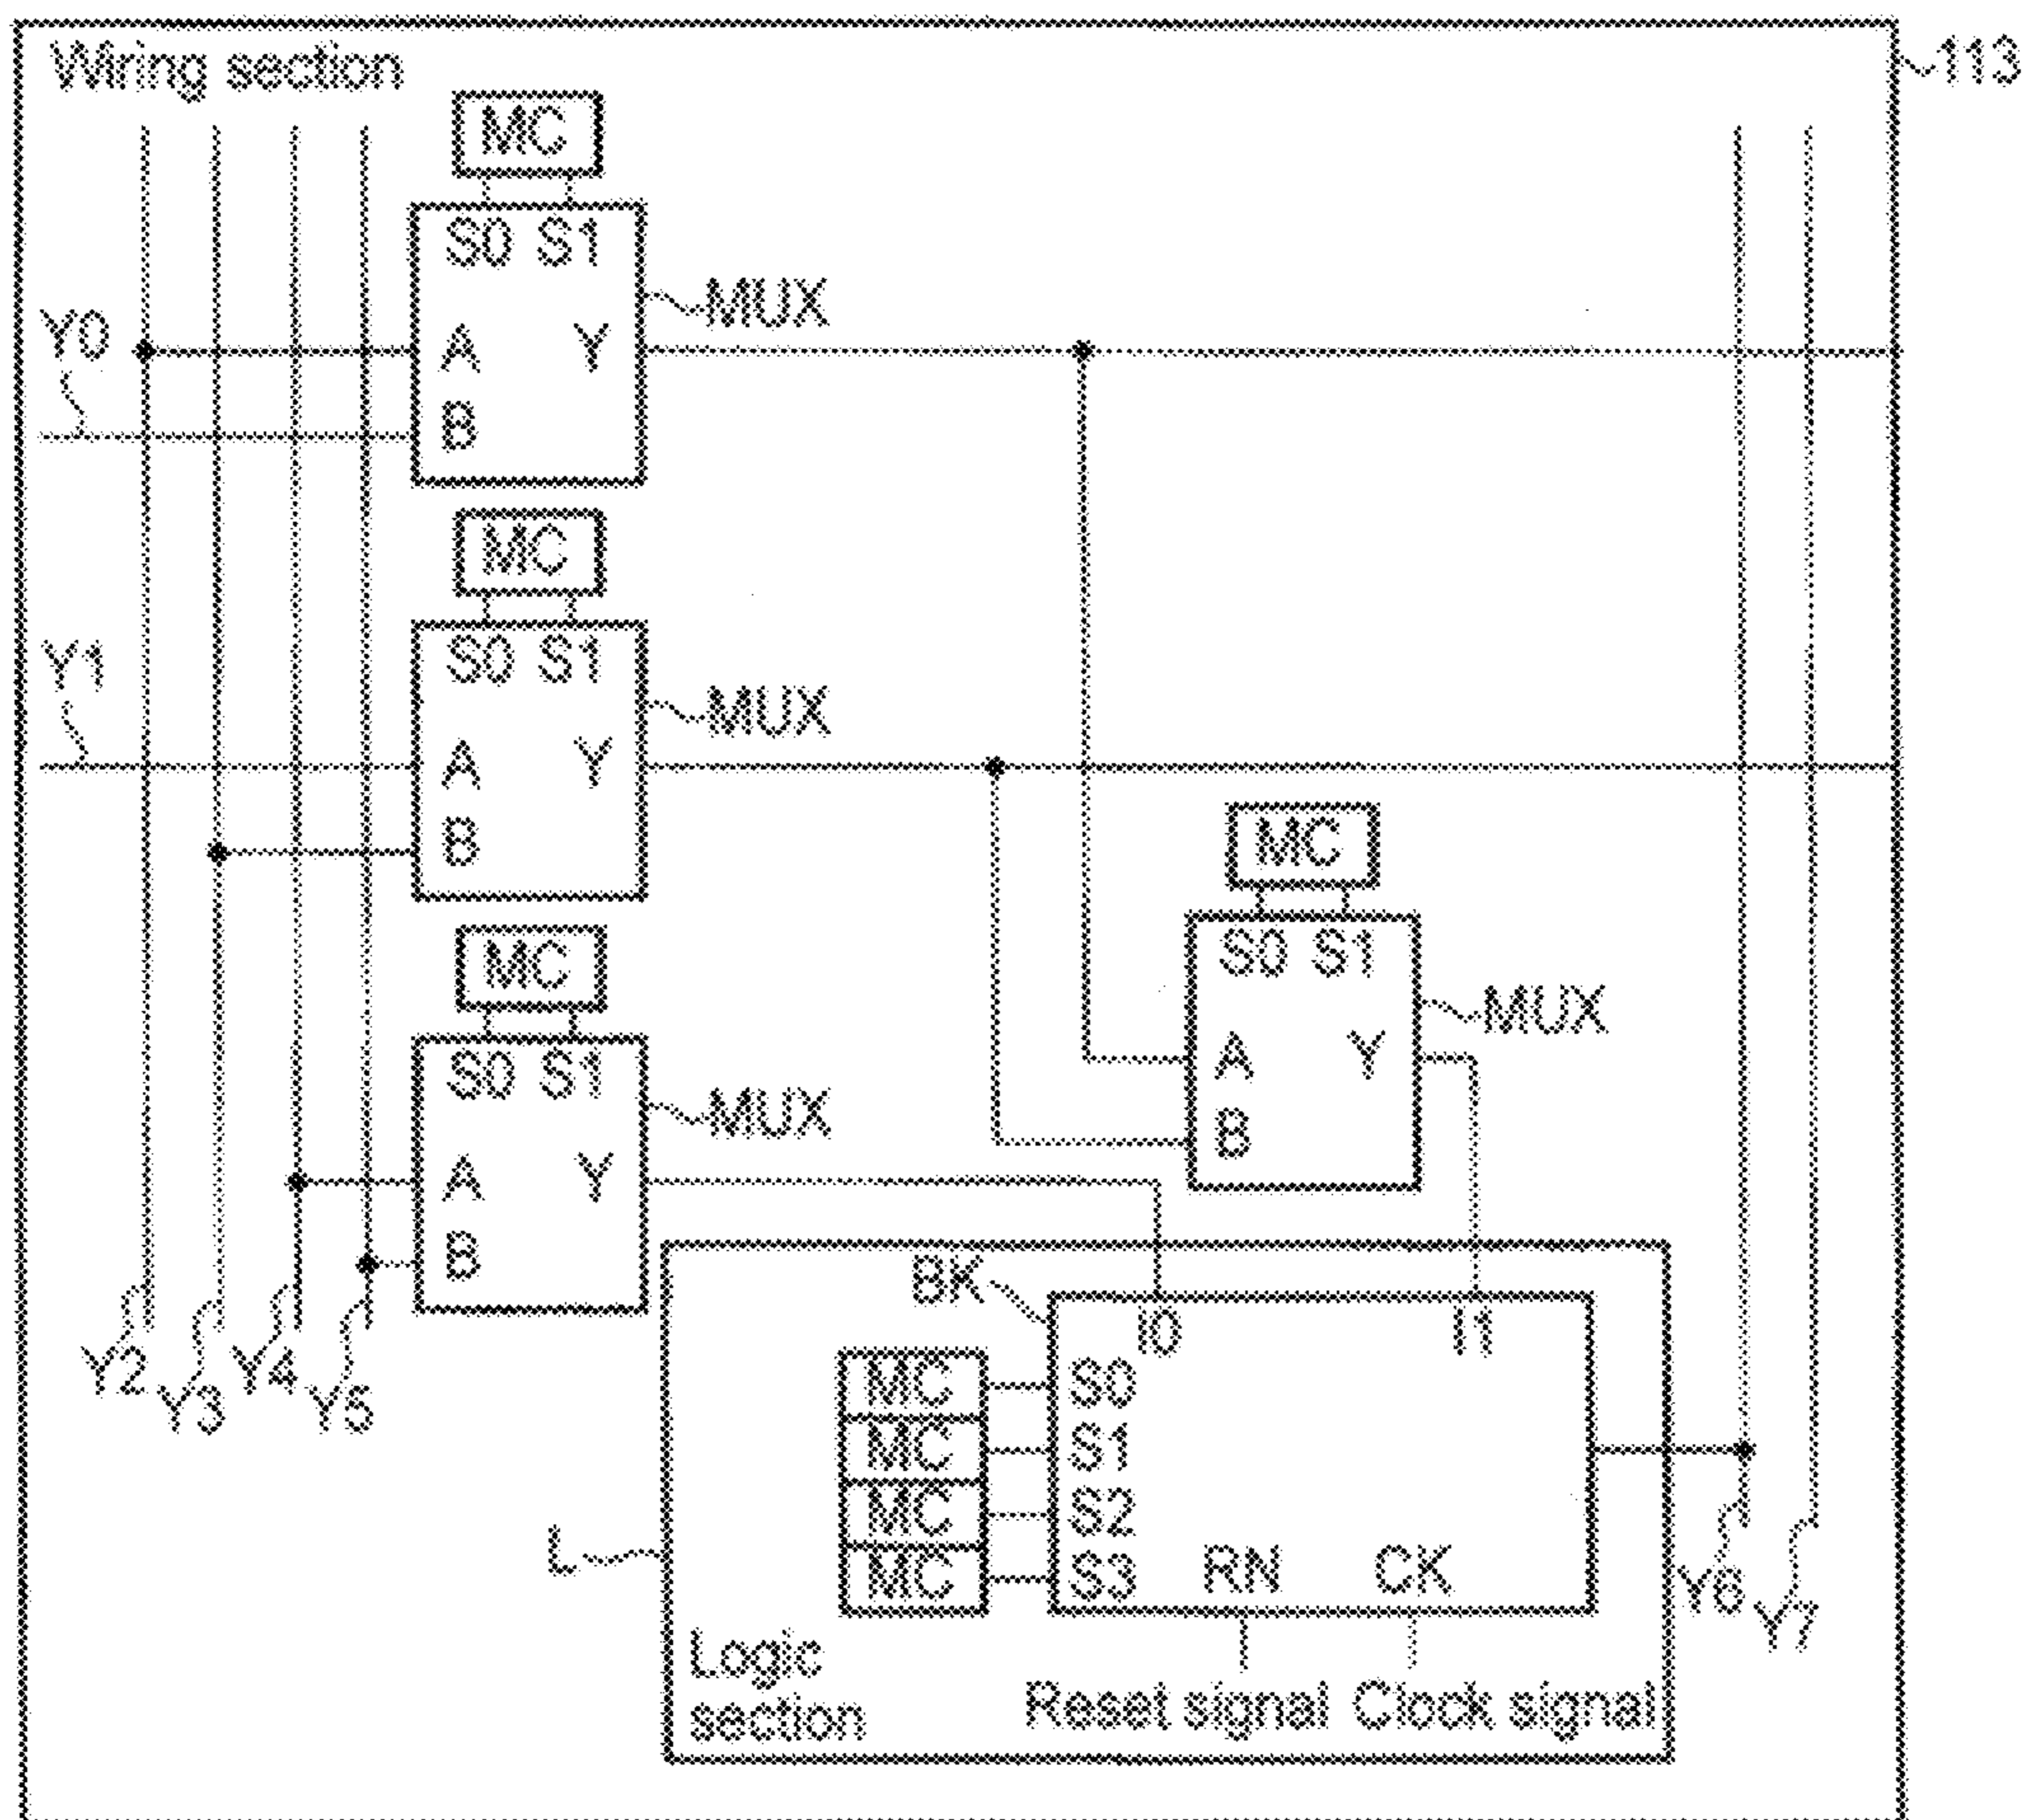 Wiring section
113
MC
S0 S1
MUX
Y0
A Y
B
MC
S0 S1
Y1
MUX
A Y
B
MC
MC
S0 S1
MUX
A Y
B
S0 S1
MUX
A Y
B
BK
I0 I1
Y2
Y3
Y4
Y5
MC S0
MC S1
MC S2
MC S3
RN CK
L
Y6
Y7
Logic
section
Reset signal Clock signal